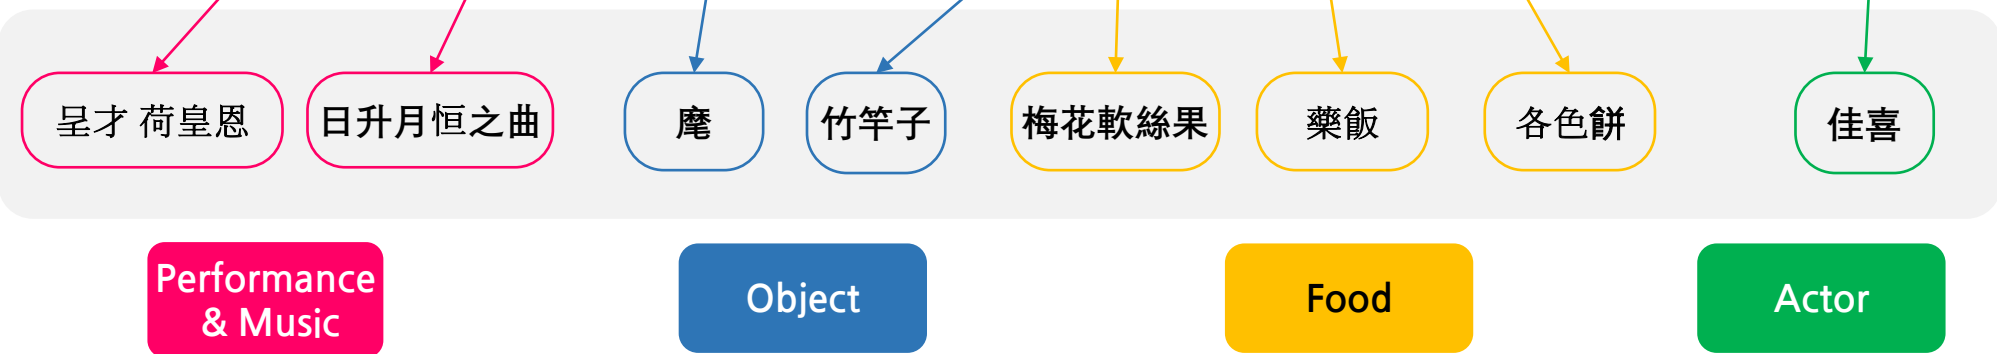 呈才 荷皇恩
日升月恒之曲
麾
竹竿子
梅花軟絲果
藥飯
各色餅
佳喜
Performance
& Music
Object
Food
Actor